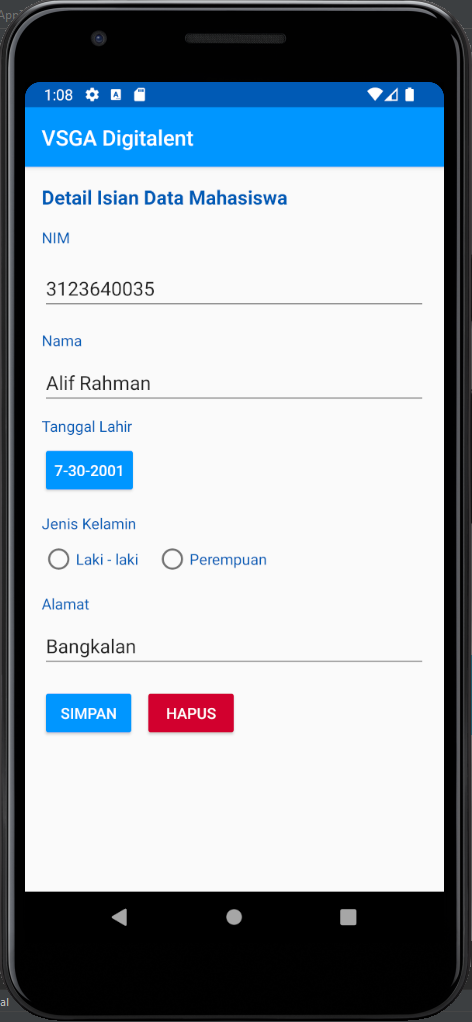 1:08
VSGA Digitalent
Detail Isian Data Mahasiswa
NIM
3123640035
Nama
Alif Rahman
Tanggal Lahir
7-30-2001
Jenis Kelamin
Laki - laki Perempuan
Alamat
Bangkalan
SIMPAN HAPUS
al